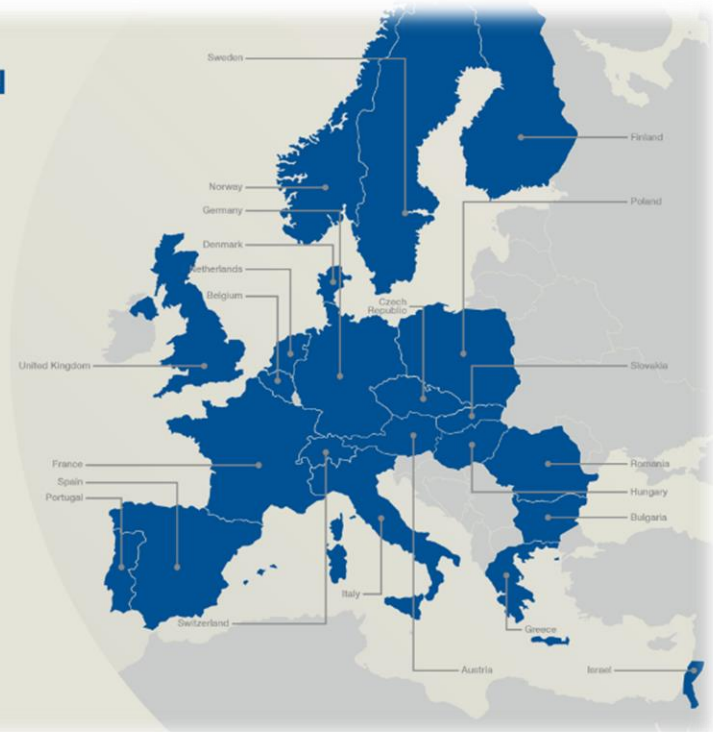 Sweden
Finland
Norway
Poland
Germany
Denmark
Netherlands
Belgium
Czech
Republic
United Kingdom
Slovakia
France
Romania
Spain
Hungary
Portugal
Bulgaria
Italy
Switzerland
Greece
Austria
Israel